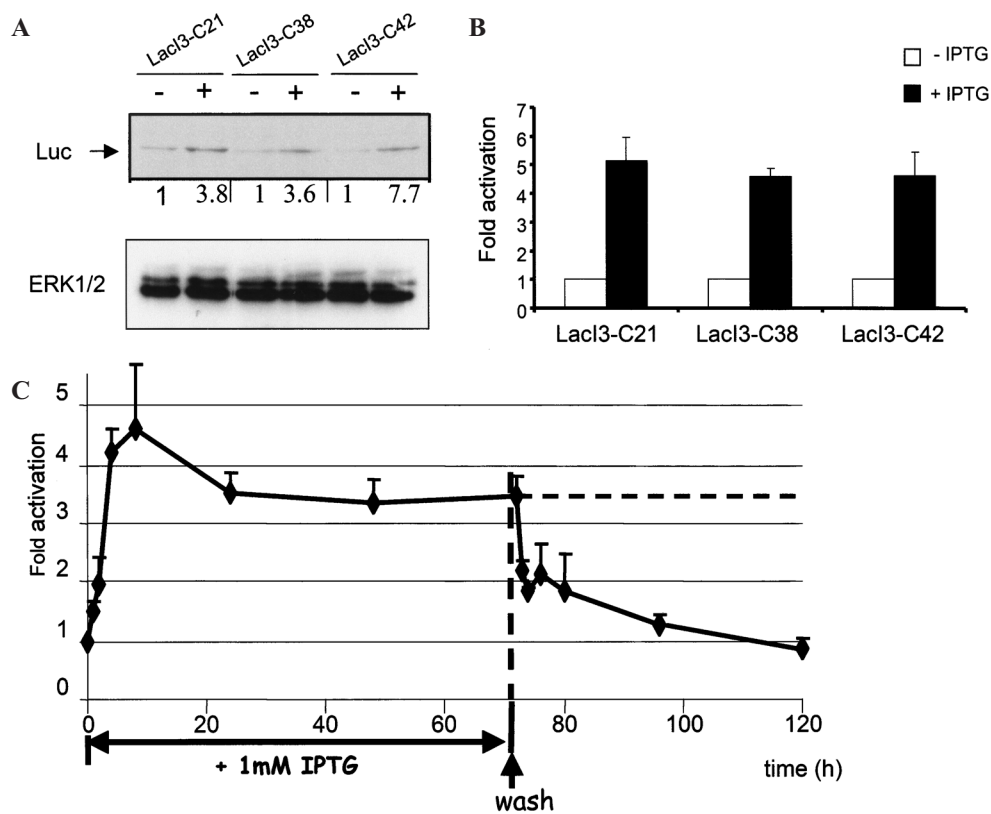 A
LacI3-C21 LacI3-C38 LacI3-C42
- + - + - +
Luc
1 3.8 1 3.6 1 7.7
ERK1/2
B
- IPTG
+ IPTG
Fold activation
7
6
5
4
3
2
1
0
LacI3-C21 LacI3-C38 LacI3-C42
C
Fold activation
5
4
3
2
1
0
0 20 40 60 80 100 120
+ 1mM IPTG
time (h)
wash